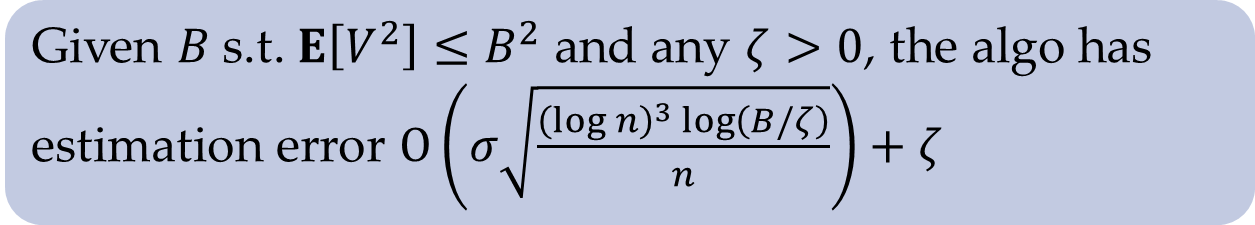 Given B s.t. E[V²] ≤ B² and any ζ > 0, the algo has
estimation error O(σ√((log n)³ log(B/ζ) / n)) + ζ